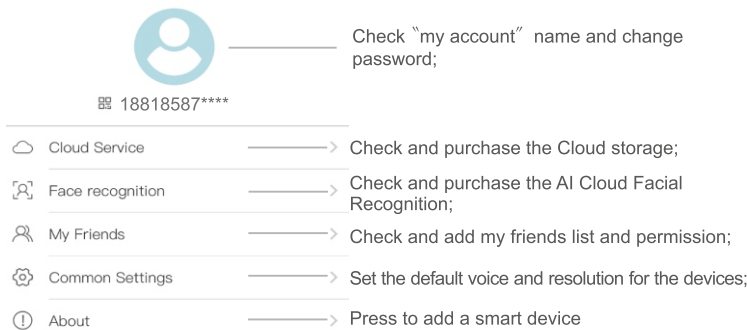 Check〝my account〞name and change
password;
18818587****
Cloud Service
Check and purchase the Cloud storage;
Face recognition
Check and purchase the AI Cloud Facial
Recognition;
My Friends
Check and add my friends list and permission;
Common Settings
Set the default voice and resolution for the devices;
About
Press to add a smart device